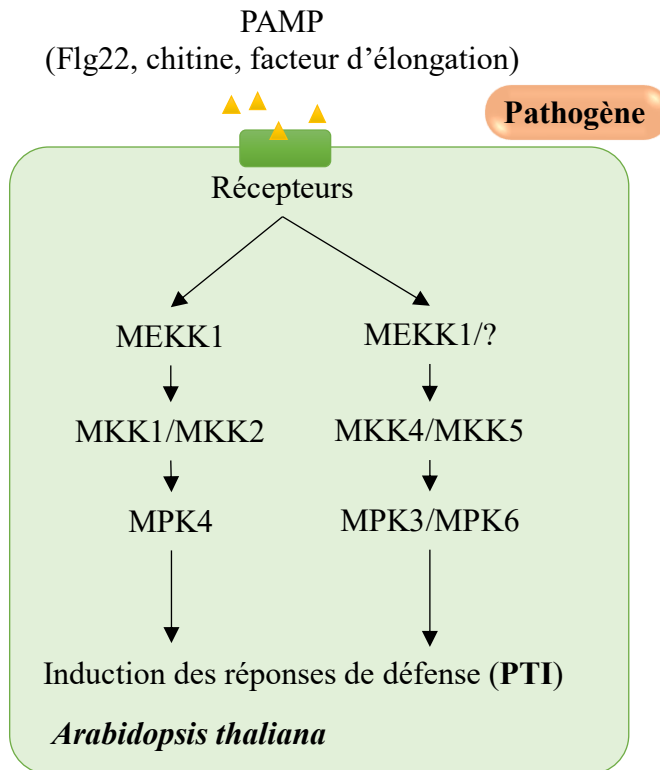 PAMP
(Flg22, chitine, facteur d’élongation)
Pathogène
Récepteurs
MEKK1 MEKK1/?
MKK1/MKK2 MKK4/MKK5
MPK4 MPK3/MPK6
Induction des réponses de défense (PTI)
Arabidopsis thaliana